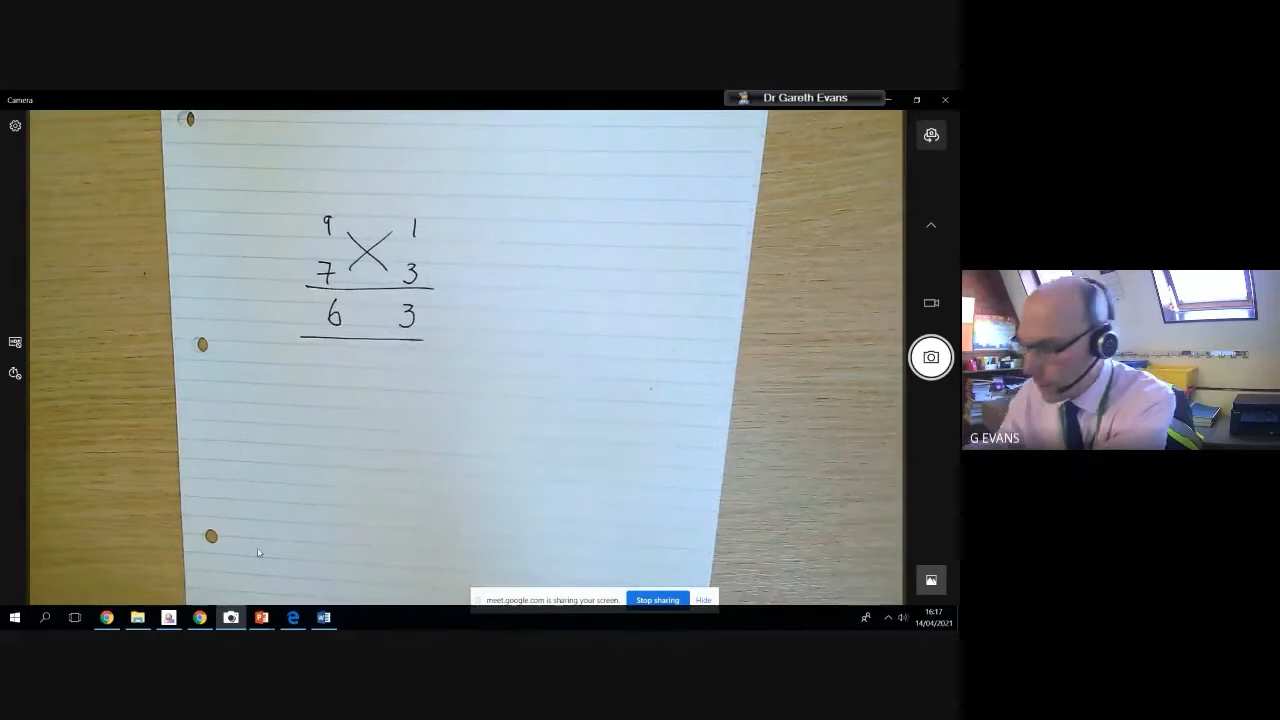 Camera
Dr Gareth Evans
9 1
7 3
6 3
G EVANS
meet.google.com is sharing your screen. Stop sharing Hide
16:17
14/04/2021